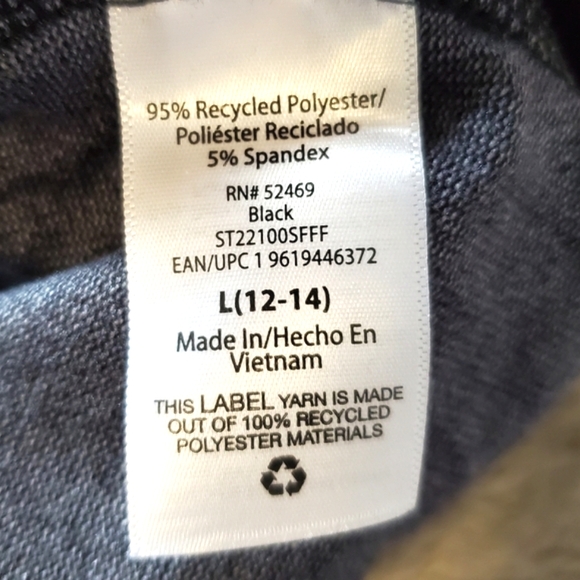 95% Recycled Polyester/
Poliéster Reciclado
5% Spandex
RN# 52469
Black
ST22100SFFF
EAN/UPC 1 9619446372
L(12-14)
Made In/Hecho En
Vietnam
THIS LABEL YARN IS MADE
OUT OF 100% RECYCLED
POLYESTER MATERIALS